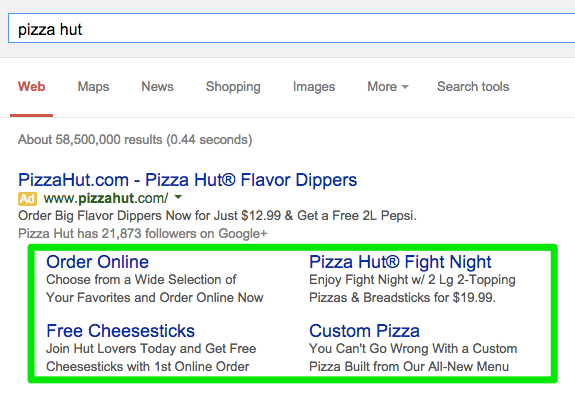 pizza hut
Web Maps News Shopping Images More Search tools
About 58,500,000 results (0.44 seconds)
PizzaHut.com - Pizza Hut® Flavor Dippers
Ad www.pizzahut.com/
Order Big Flavor Dippers Now for Just $12.99 & Get a Free 2L Pepsi.
Pizza Hut has 21,873 followers on Google+
Order Online
Choose from a Wide Selection of
Your Favorites and Order Online Now
Pizza Hut® Fight Night
Enjoy Fight Night w/ 2 Lg 2-Topping
Pizzas & Breadsticks for $19.99.
Free Cheesesticks
Join Hut Lovers Today and Get Free
Cheesesticks with 1st Online Order
Custom Pizza
You Can't Go Wrong With a Custom
Pizza Built from Our All-New Menu